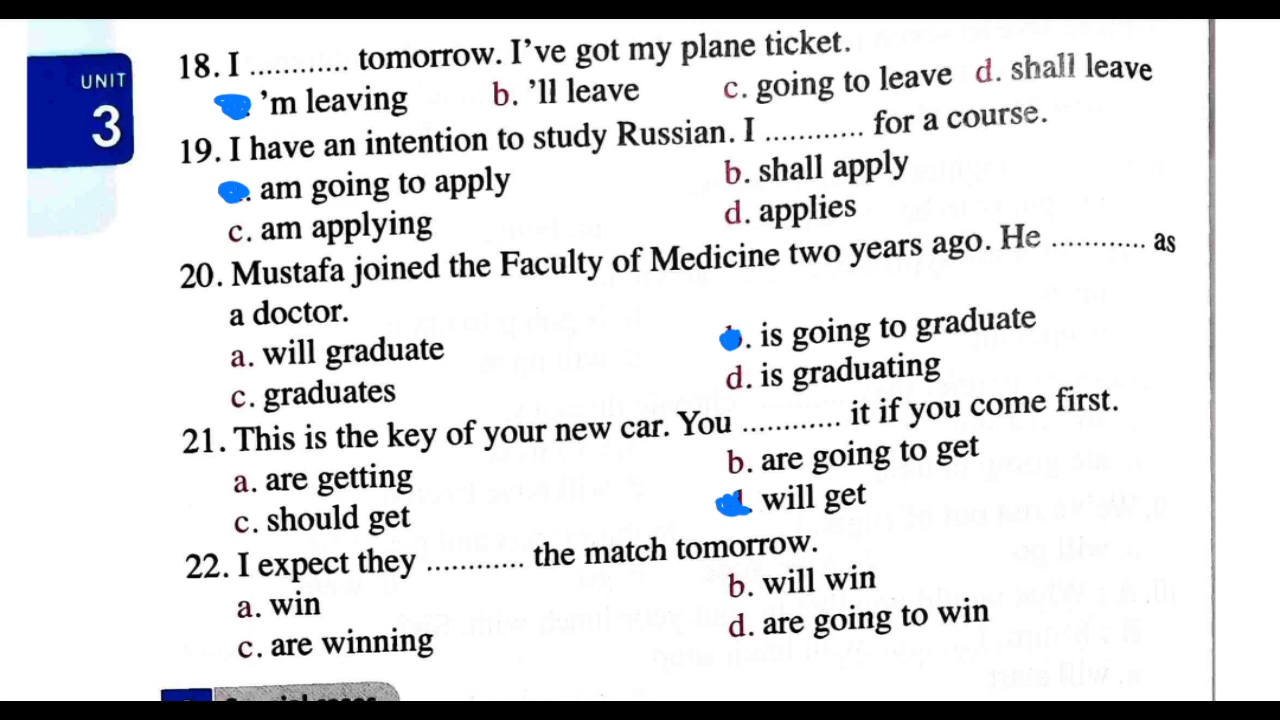 UNIT
3
18. I ............ tomorrow. I've got my plane ticket.
'm leaving b. 'll leave c. going to leave d. shall leave
19. I have an intention to study Russian. I ............ for a course.
am going to apply b. shall apply
c. am applying d. applies
20. Mustafa joined the Faculty of Medicine two years ago. He ............ as
a doctor.
a. will graduate b. is going to graduate
c. graduates d. is graduating
21. This is the key of your new car. You ............ it if you come first.
a. are getting b. are going to get
c. should get d. will get
22. I expect they ............ the match tomorrow.
a. win b. will win
c. are winning d. are going to win